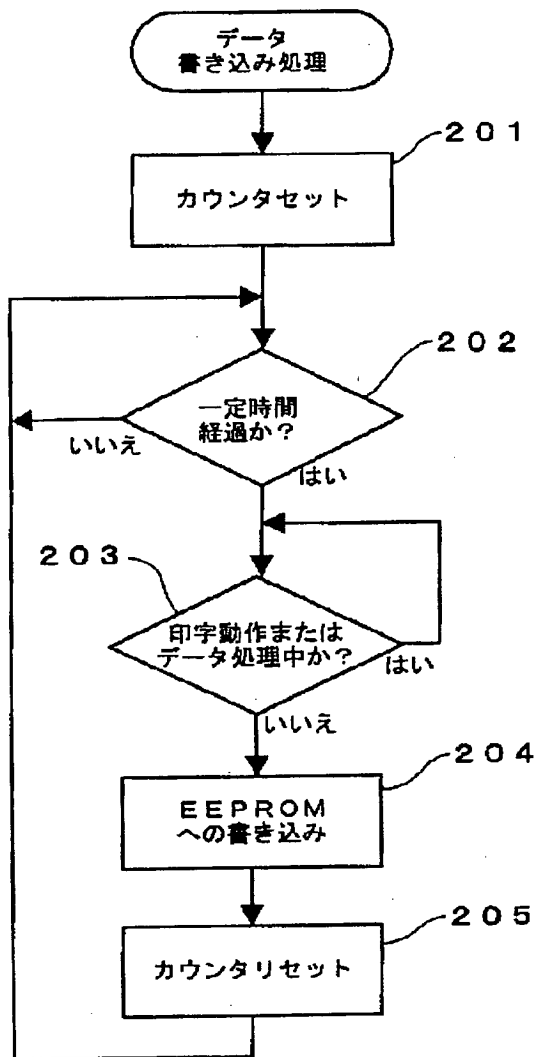 データ
書き込み処理
201
カウンタセット
202
一定時間
経過か?
いいえ
はい
203
印字動作または
データ処理中か?
はい
いいえ
204
EEPROM
への書き込み
205
カウンタリセット